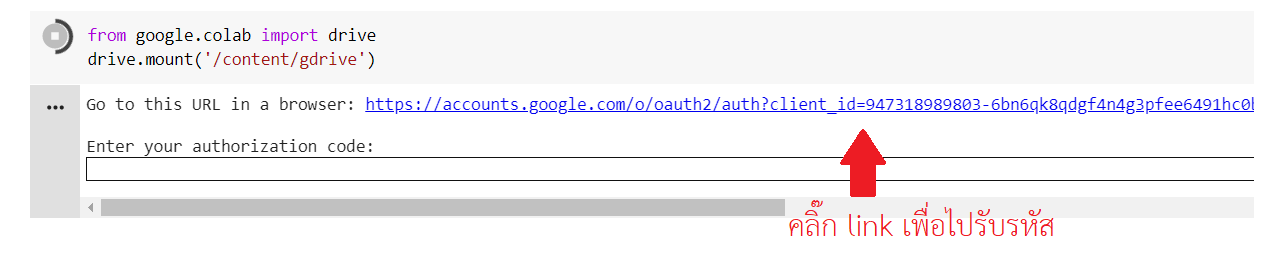 from google.colab import drive
drive.mount('/content/gdrive')
Go to this URL in a browser: https://accounts.google.com/o/oauth2/auth?client_id=947318989803-6bn6qk8qdgf4n4g3pfee6491hc0b
Enter your authorization code:
คลิ๊ก link เพื่อไปรับรหัส